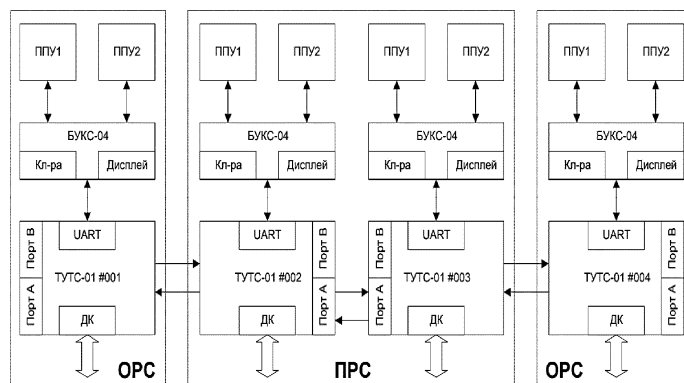 ППУ1 ППУ2 ППУ1 ППУ2 ППУ1 ППУ2 ППУ1 ППУ2
БУКС-04 БУКС-04 БУКС-04 БУКС-04
Кл-ра Дисплей Кл-ра Дисплей Кл-ра Дисплей Кл-ра Дисплей
UART UART UART UART
Порт B Порт B Порт B Порт B
ТУТС-01 #001 ТУТС-01 #002 ТУТС-01 #003 ТУТС-01 #004
Порт A Порт A Порт A Порт A
ДК ДК ДК ДК
ОРС ПРС ОРС